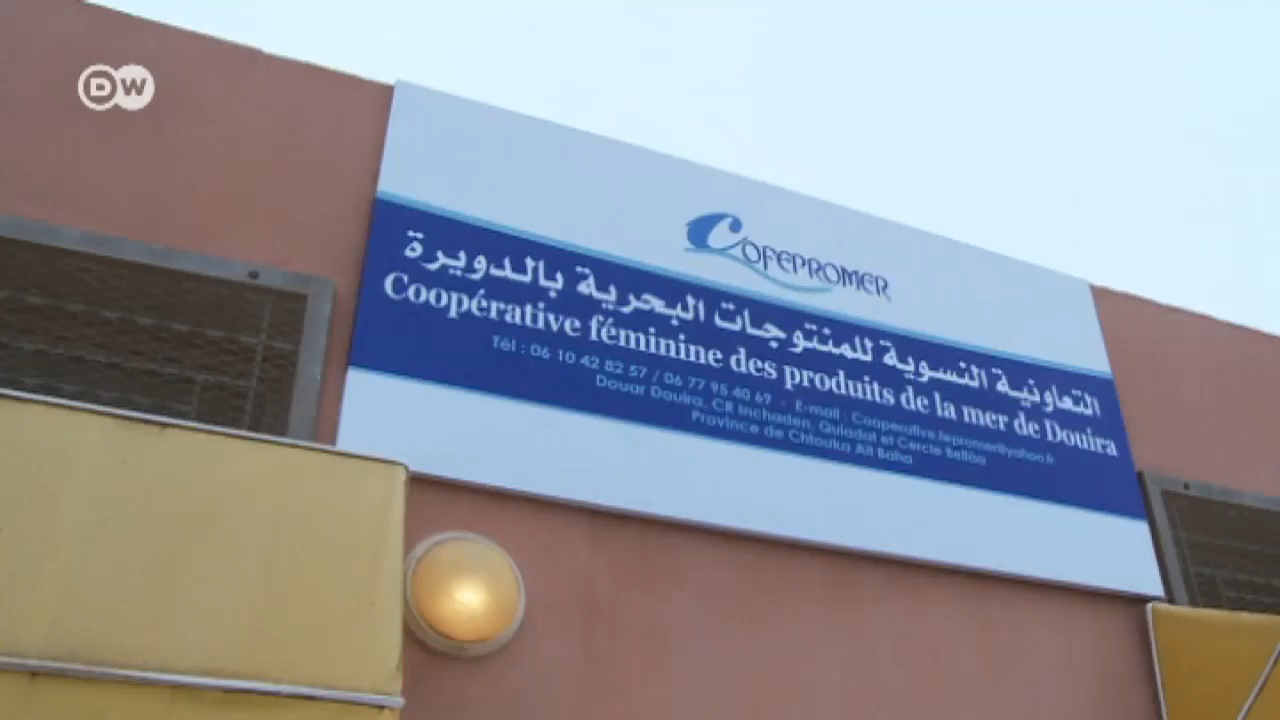 DW
COFEPROMER
التعاونية النسوية للمنتوجات البحرية بالدويرة
Coopérative féminine des produits de la mer de Douira
Tél : 06 10 42 82 57 / 06 77 95 40 69 - E-mail : Cooperative.fepromer@yahoo.fr
Douar Douira, CR Inchaden, Quiadat et Cercle Belfaa
Province de Chtouka Ait Baha